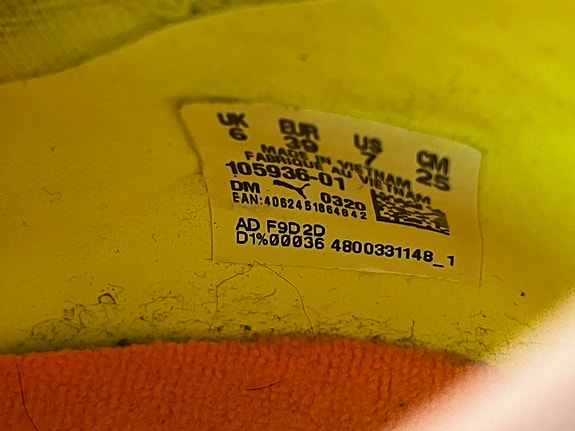 UK EUR US CM
6 39 7 25
MADE IN VIETNAM
FABRIQUE AU VIETNAM
105936-01
DM 0320
EAN:4062451864842
AD F9D2D
D1%00036 4800331148_1